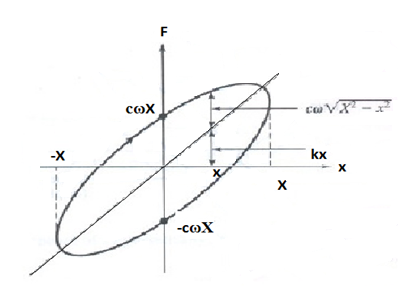 F
cωX
cω√X² − x²
-X
kx
x
x
X
-cωX